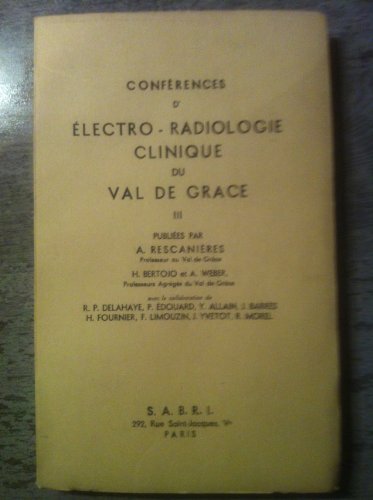 CONFÉRENCES
D'
ÉLECTRO - RADIOLOGIE
CLINIQUE
DU
VAL DE GRACE
III
PUBLIÉES PAR
A. RESCANIÈRES
Professeur au Val-de-Grâce
H. BERTOJO et A. WEBER,
Professeurs Agrégés du Val de Grâce
avec la collaboration de
R. P. DELAHAYE, P. ÉDOUARD, Y. ALLAIN, J. BARRES
H. FOURNIER, F. LIMOUZIN, J. YVETOT, R. MOREL
S. A. B. R. I.
292, Rue Saint-Jacques, Vᵉ
PARIS